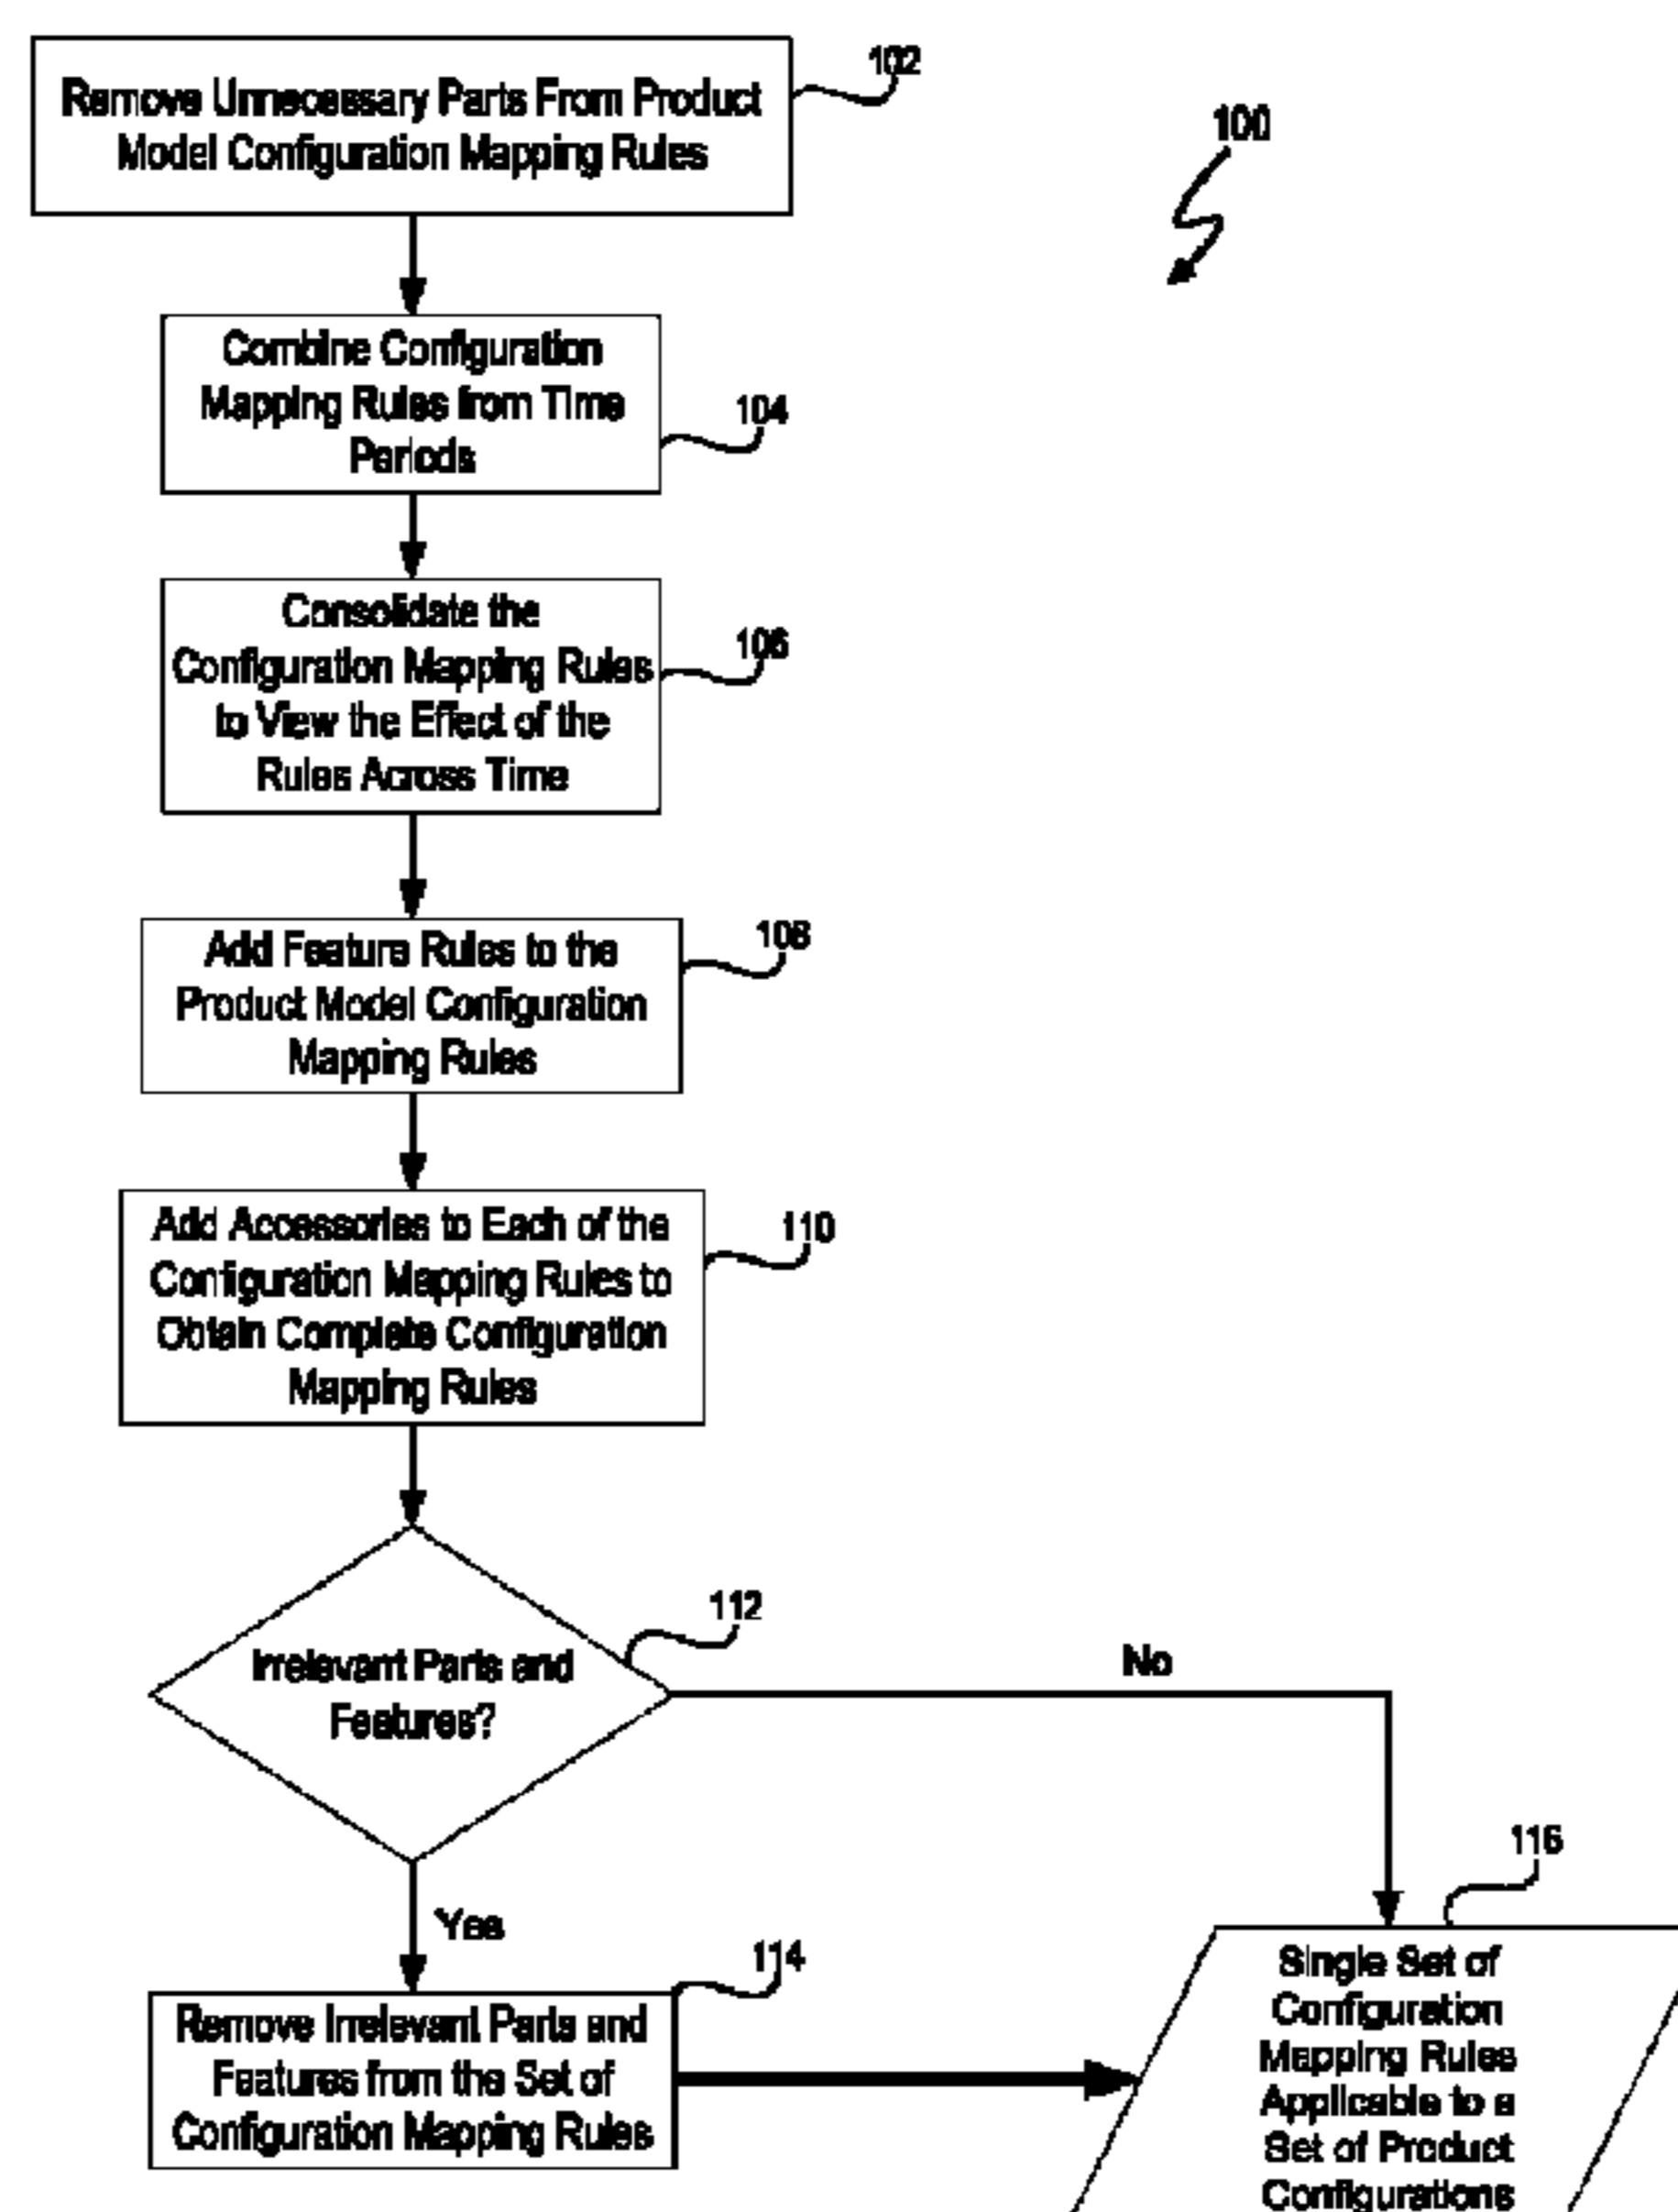 Remove Unnecessary Parts From Product
Model Configuration Mapping Rules
102
100
Combine Configuration
Mapping Rules from Time
Periods
104
Consolidate the
Configuration Mapping Rules
to View the Effect of the
Rules Across Time
106
Add Feature Rules to the
Product Model Configuration
Mapping Rules
108
Add Accessories to Each of the
Configuration Mapping Rules to
Obtain Complete Configuration
Mapping Rules
110
Irrelevant Parts and
Features?
112
No
Yes
Remove Irrelevant Parts and
Features from the Set of
Configuration Mapping Rules
114
116
Single Set of
Configuration
Mapping Rules
Applicable to a
Set of Product
Configurations